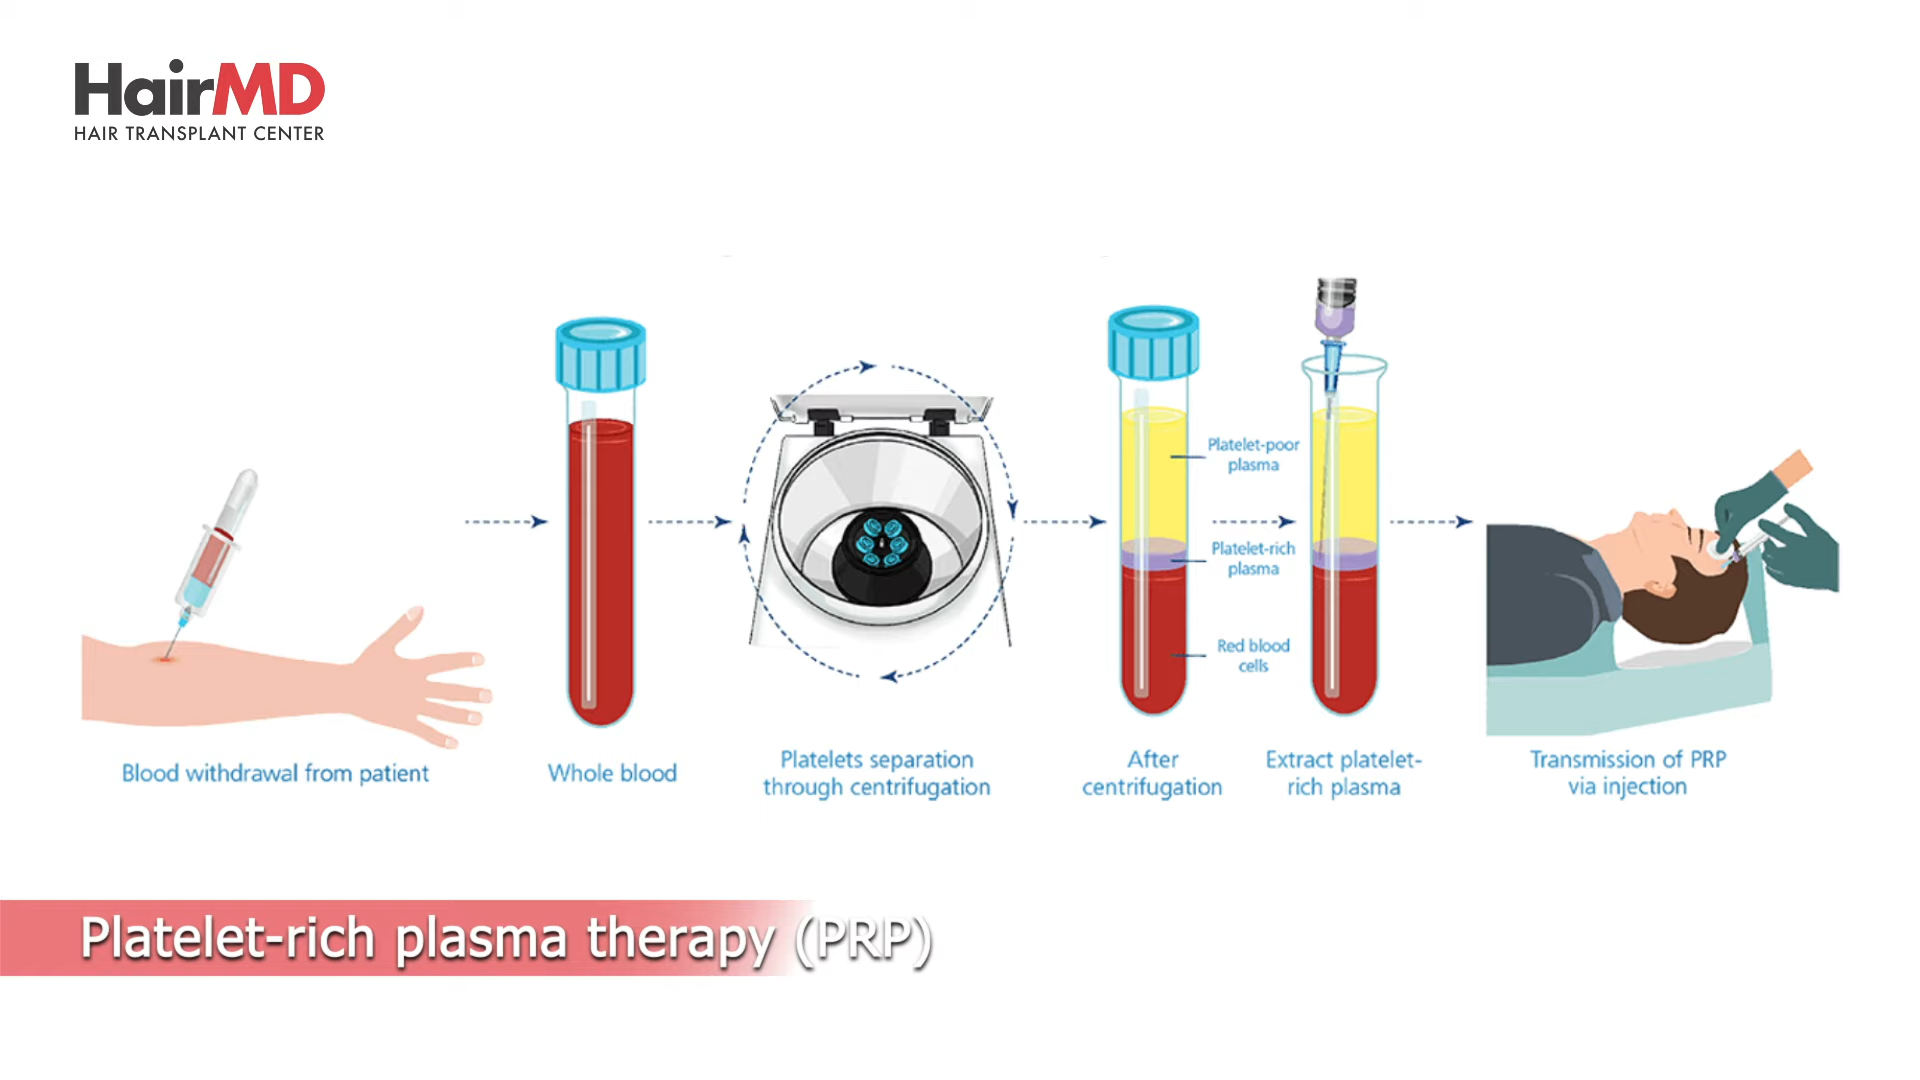 HairMD
HAIR TRANSPLANT CENTER
Platelet-poor
plasma
Platelet-rich
plasma
Red blood
cells
Blood withdrawal from patient
Whole blood
Platelets separation
through centrifugation
After
centrifugation
Extract platelet-
rich plasma
Transmission of PRP
via injection
Platelet-rich plasma therapy (PRP)